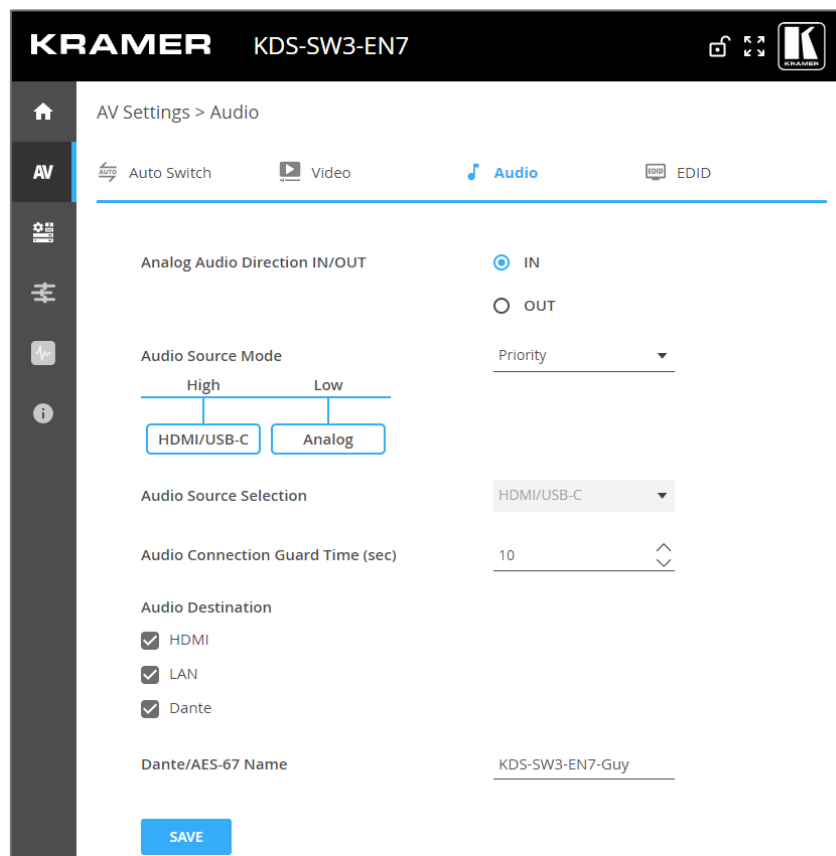 KRAMER KDS-SW3-EN7 KRAMER
AV Settings > Audio
AV
AUTO Auto Switch Video Audio EDID EDID
Analog Audio Direction IN/OUT IN
OUT
Audio Source Mode Priority
High Low
HDMI/USB-C Analog
Audio Source Selection HDMI/USB-C
Audio Connection Guard Time (sec) 10
Audio Destination
HDMI
LAN
Dante
Dante/AES-67 Name KDS-SW3-EN7-Guy
SAVE